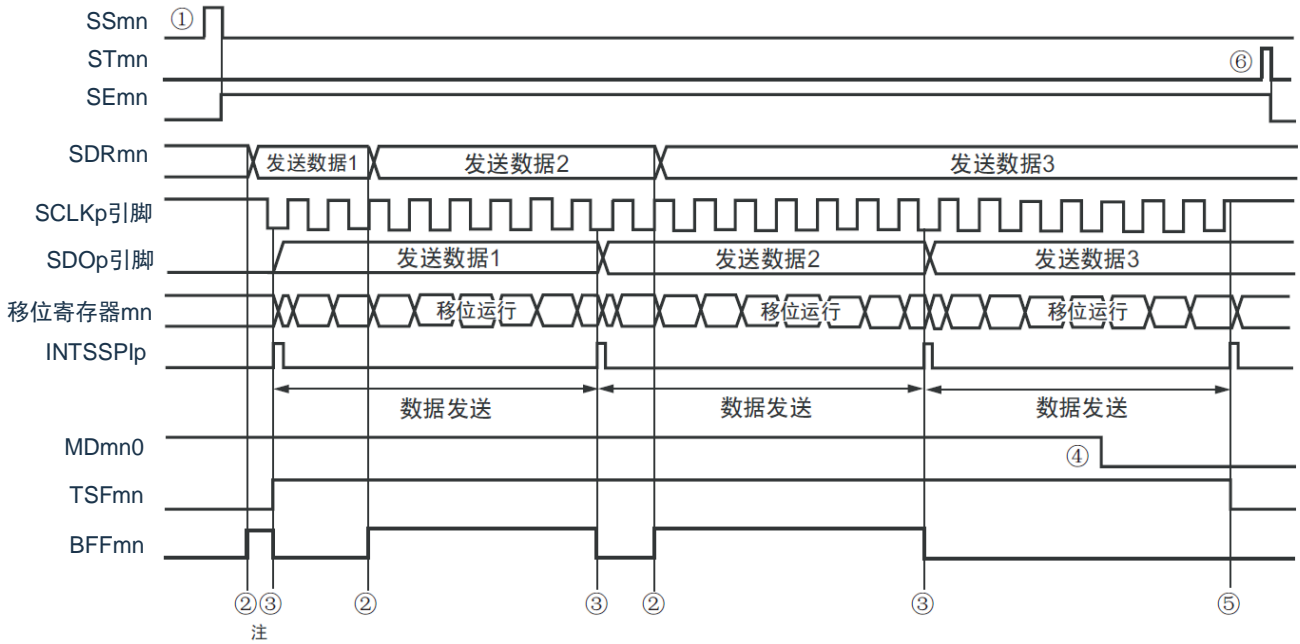 SSmn ①
STmn ⑥
SEmn
SDRmn 发送数据1 发送数据2 发送数据3
SCLKp引脚
SDOp引脚 发送数据1 发送数据2 发送数据3
移位寄存器mn 移位运行 移位运行 移位运行
INTSSPIp
数据发送 数据发送 数据发送
MDmn0 ④
TSFmn
BFFmn
②③ ② ③ ② ③ ⑤
注